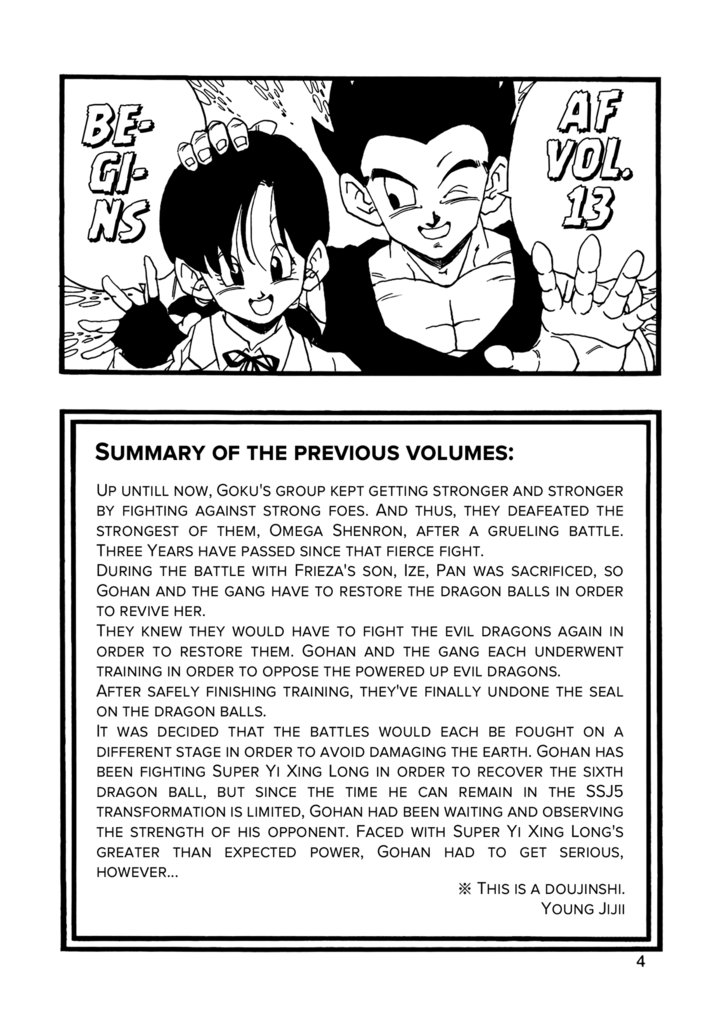 AF
VOL.
13
BE-
GI-
NS
SUMMARY OF THE PREVIOUS VOLUMES:
UP UNTILL NOW, GOKU'S GROUP KEPT GETTING STRONGER AND STRONGER
BY FIGHTING AGAINST STRONG FOES. AND THUS, THEY DEAFEATED THE
STRONGEST OF THEM, OMEGA SHENRON, AFTER A GRUELING BATTLE.
THREE YEARS HAVE PASSED SINCE THAT FIERCE FIGHT.
DURING THE BATTLE WITH FRIEZA'S SON, IZE, PAN WAS SACRIFICED, SO
GOHAN AND THE GANG HAVE TO RESTORE THE DRAGON BALLS IN ORDER
TO REVIVE HER.
THEY KNEW THEY WOULD HAVE TO FIGHT THE EVIL DRAGONS AGAIN IN
ORDER TO RESTORE THEM. GOHAN AND THE GANG EACH UNDERWENT
TRAINING IN ORDER TO OPPOSE THE POWERED UP EVIL DRAGONS.
AFTER SAFELY FINISHING TRAINING, THEY'VE FINALLY UNDONE THE SEAL
ON THE DRAGON BALLS.
IT WAS DECIDED THAT THE BATTLES WOULD EACH BE FOUGHT ON A
DIFFERENT STAGE IN ORDER TO AVOID DAMAGING THE EARTH. GOHAN HAS
BEEN FIGHTING SUPER YI XING LONG IN ORDER TO RECOVER THE SIXTH
DRAGON BALL, BUT SINCE THE TIME HE CAN REMAIN IN THE SSJ5
TRANSFORMATION IS LIMITED, GOHAN HAD BEEN WAITING AND OBSERVING
THE STRENGTH OF HIS OPPONENT. FACED WITH SUPER YI XING LONG'S
GREATER THAN EXPECTED POWER, GOHAN HAD TO GET SERIOUS,
HOWEVER...
※ THIS IS A DOUJINSHI.
YOUNG JIJII
4